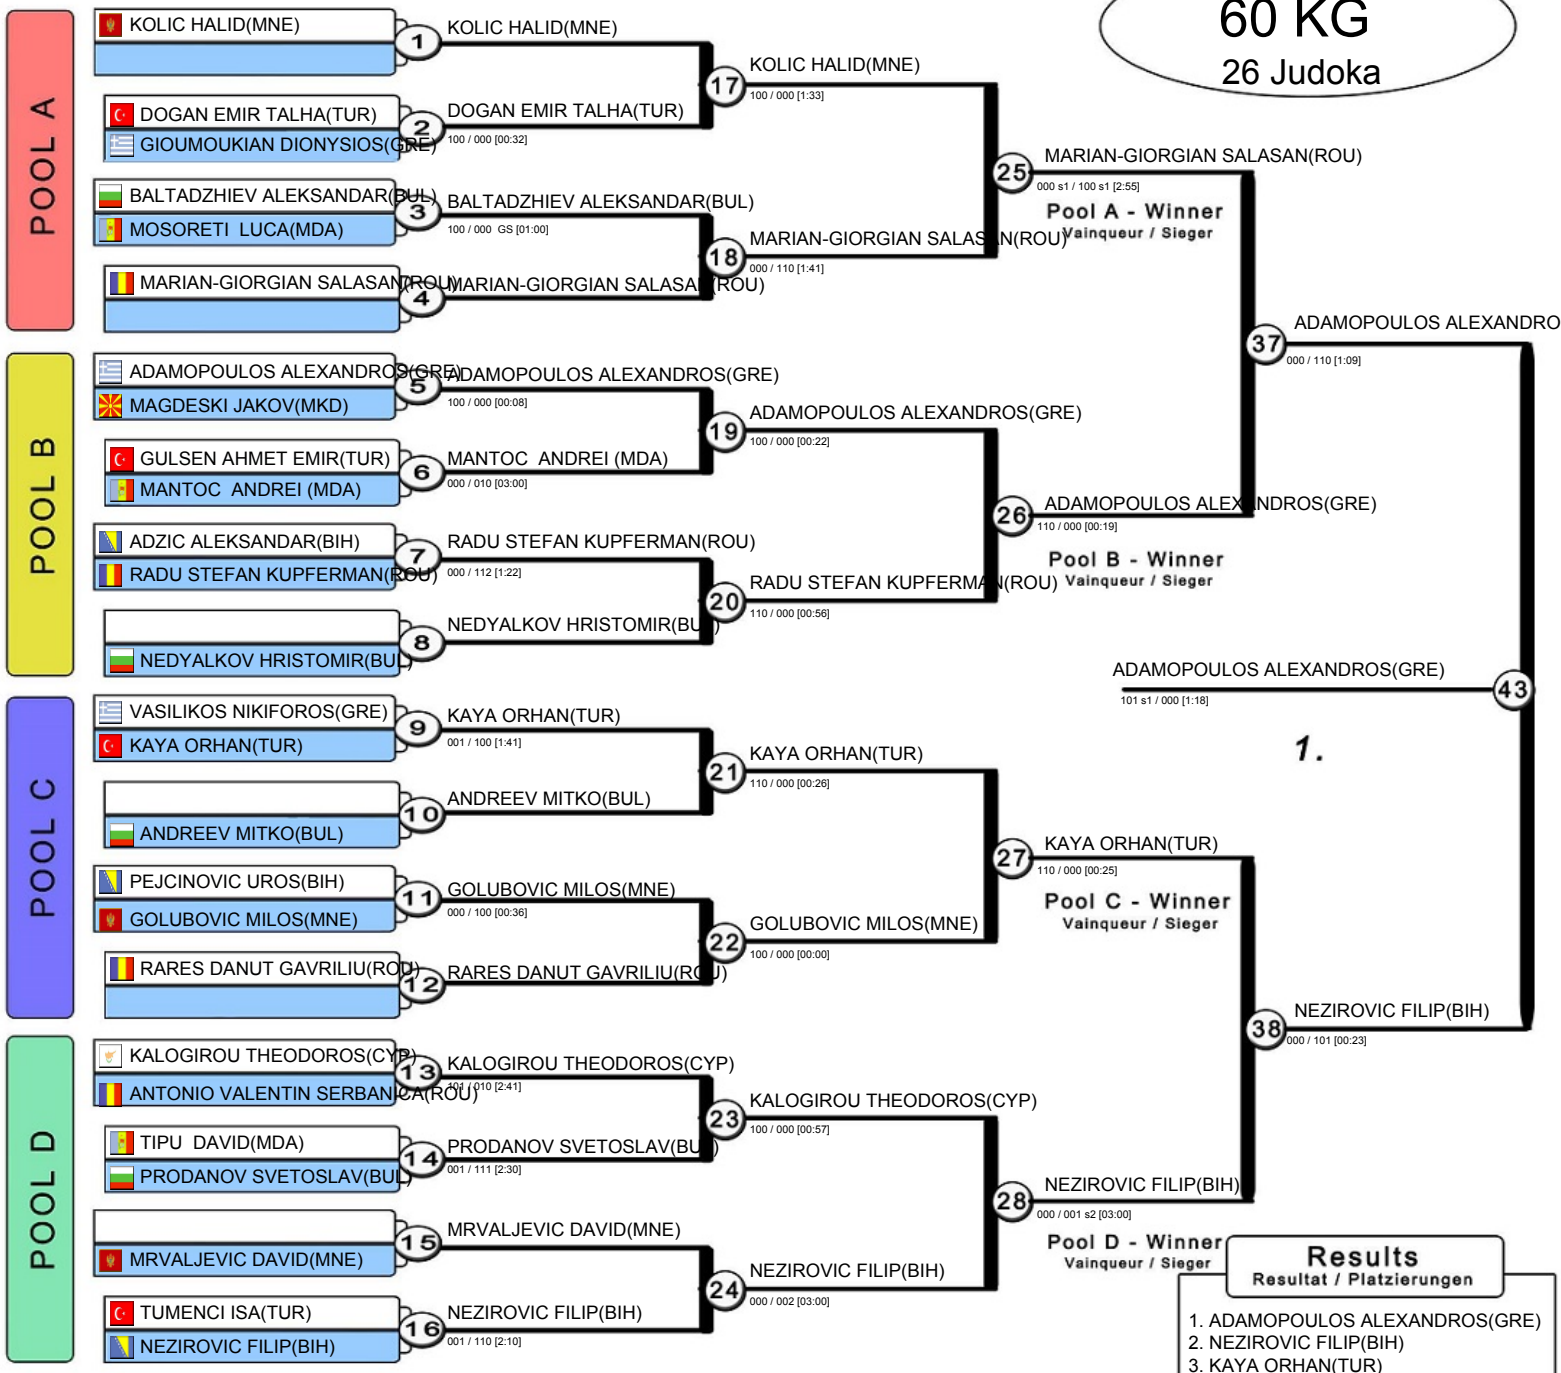 60 KG
26 Judoka
POOL A
KOLIC HALID(MNE)
1
KOLIC HALID(MNE)
DOGAN EMIR TALHA(TUR)
GIOUMOUKIAN DIONYSIOS(GRE)
2
DOGAN EMIR TALHA(TUR)
100 / 000 [00:32]
BALTADZHIEV ALEKSANDAR(BUL)
MOSORETI LUCA(MDA)
3
BALTADZHIEV ALEKSANDAR(BUL)
100 / 000 GS [01:00]
MARIAN-GIORGIAN SALASAN(ROU)
4
MARIAN-GIORGIAN SALASAN(ROU)
17
KOLIC HALID(MNE)
100 / 000 [1:33]
18
MARIAN-GIORGIAN SALASAN(ROU)
000 / 110 [1:41]
25
MARIAN-GIORGIAN SALASAN(ROU)
000 s1 / 100 s1 [2:55]
Pool A - Winner
Vainqueur / Sieger
POOL B
ADAMOPOULOS ALEXANDROS(GRE)
MAGDESKI JAKOV(MKD)
5
ADAMOPOULOS ALEXANDROS(GRE)
100 / 000 [00:08]
GULSEN AHMET EMIR(TUR)
MANTOC ANDREI (MDA)
6
MANTOC ANDREI (MDA)
000 / 010 [03:00]
ADZIC ALEKSANDAR(BIH)
RADU STEFAN KUPFERMAN(ROU)
7
RADU STEFAN KUPFERMAN(ROU)
000 / 112 [1:22]
NEDYALKOV HRISTOMIR(BUL)
8
NEDYALKOV HRISTOMIR(BUL)
19
ADAMOPOULOS ALEXANDROS(GRE)
100 / 000 [00:22]
20
RADU STEFAN KUPFERMAN(ROU)
110 / 000 [00:56]
26
ADAMOPOULOS ALEXANDROS(GRE)
110 / 000 [00:19]
Pool B - Winner
Vainqueur / Sieger
37
ADAMOPOULOS ALEXANDRO
000 / 110 [1:09]
POOL C
VASILIKOS NIKIFOROS(GRE)
KAYA ORHAN(TUR)
9
KAYA ORHAN(TUR)
001 / 100 [1:41]
ANDREEV MITKO(BUL)
10
ANDREEV MITKO(BUL)
PEJCINOVIC UROS(BIH)
GOLUBOVIC MILOS(MNE)
11
GOLUBOVIC MILOS(MNE)
000 / 100 [00:36]
RARES DANUT GAVRILIU(ROU)
12
RARES DANUT GAVRILIU(ROU)
21
KAYA ORHAN(TUR)
110 / 000 [00:26]
22
GOLUBOVIC MILOS(MNE)
100 / 000 [00:00]
27
KAYA ORHAN(TUR)
110 / 000 [00:25]
Pool C - Winner
Vainqueur / Sieger
ADAMOPOULOS ALEXANDROS(GRE)
43
101 s1 / 000 [1:18]
1.
POOL D
KALOGIROU THEODOROS(CYP)
ANTONIO VALENTIN SERBANICA(ROU)
13
KALOGIROU THEODOROS(CYP)
101 / 010 [2:41]
TIPU DAVID(MDA)
PRODANOV SVETOSLAV(BUL)
14
PRODANOV SVETOSLAV(BUL)
001 / 111 [2:30]
MRVALJEVIC DAVID(MNE)
15
MRVALJEVIC DAVID(MNE)
TUMENCI ISA(TUR)
NEZIROVIC FILIP(BIH)
16
NEZIROVIC FILIP(BIH)
001 / 110 [2:10]
23
KALOGIROU THEODOROS(CYP)
100 / 000 [00:57]
24
NEZIROVIC FILIP(BIH)
000 / 002 [03:00]
28
NEZIROVIC FILIP(BIH)
000 / 001 s2 [03:00]
Pool D - Winner
Vainqueur / Sieger
38
NEZIROVIC FILIP(BIH)
000 / 101 [00:23]
Results
Resultat / Platzierungen
1. ADAMOPOULOS ALEXANDROS(GRE)
2. NEZIROVIC FILIP(BIH)
3. KAYA ORHAN(TUR)